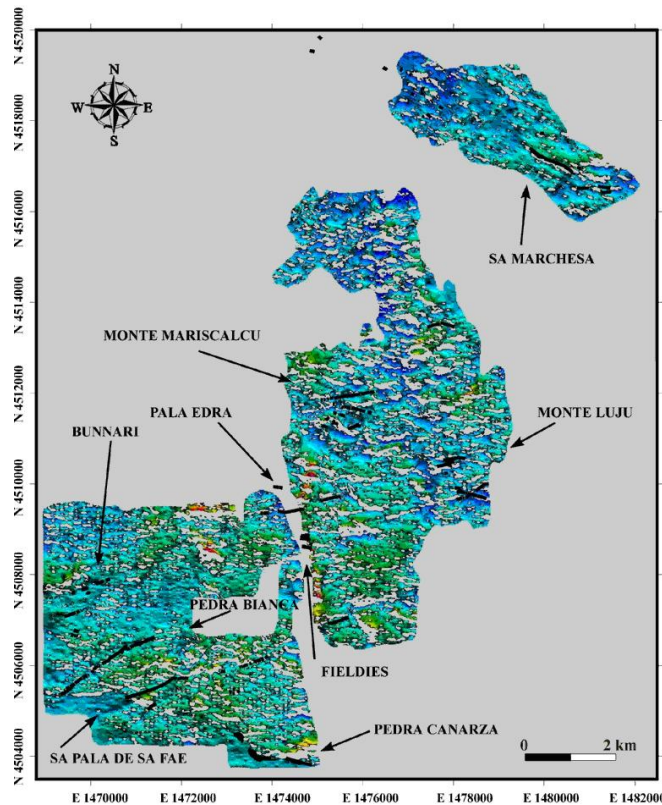 N 4520000
N
W E
S
N 4518000
N 4516000
SA MARCHESA
N 4514000
MONTE MARISCALCU
N 4512000
PALA EDRA
MONTE LUJU
BUNNARI
N 4510000
N 4508000
PEDRA BIANCA
N 4506000
FIELDIES
PEDRA CANARZA
SA PALA DE SA FAE
0 2 km
N 4504000
E 1470000 E 1472000 E 1474000 E 1476000 E 1478000 E 1480000 E 1482000